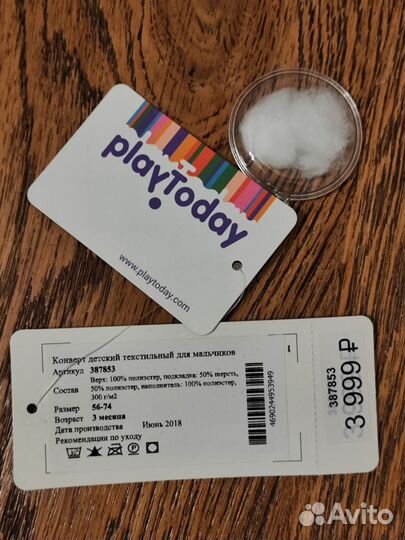 playToday
www.playtoday.com
Конверт детский текстильный для мальчиков
Артикул 387853
Верх: 100% полиэстер, подкладка: 50% шерсть,
Состав 50% полиэстер, наполнитель: 100% полиэстер,
300 г/м2
Размер 56-74
Возраст 3 месяца
Дата производства Июнь 2018
Рекомендации по уходу
4690244953949
387853
3 999 ₽
Avito